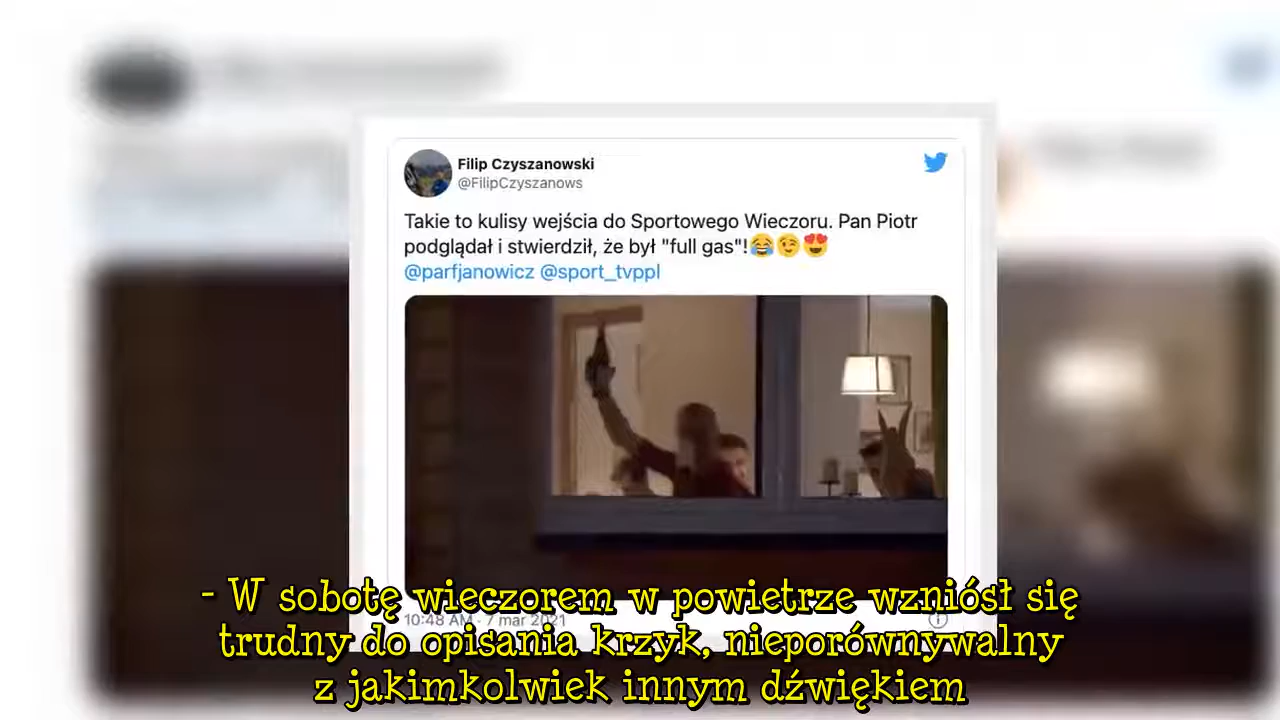 Filip Czyszanowski
@FilipCzyszanows
Takie to kulisy wejścia do Sportowego Wieczoru. Pan Piotr
podglądał i stwierdził, że był "full gas"!😂😉😍
@parfjanowicz @sport_tvppl
10:48 AM · 7 mar 2021
- W sobotę wieczorem w powietrze wzniósł się
trudny do opisania krzyk, nieporównywalny
z jakimkolwiek innym dźwiękiem